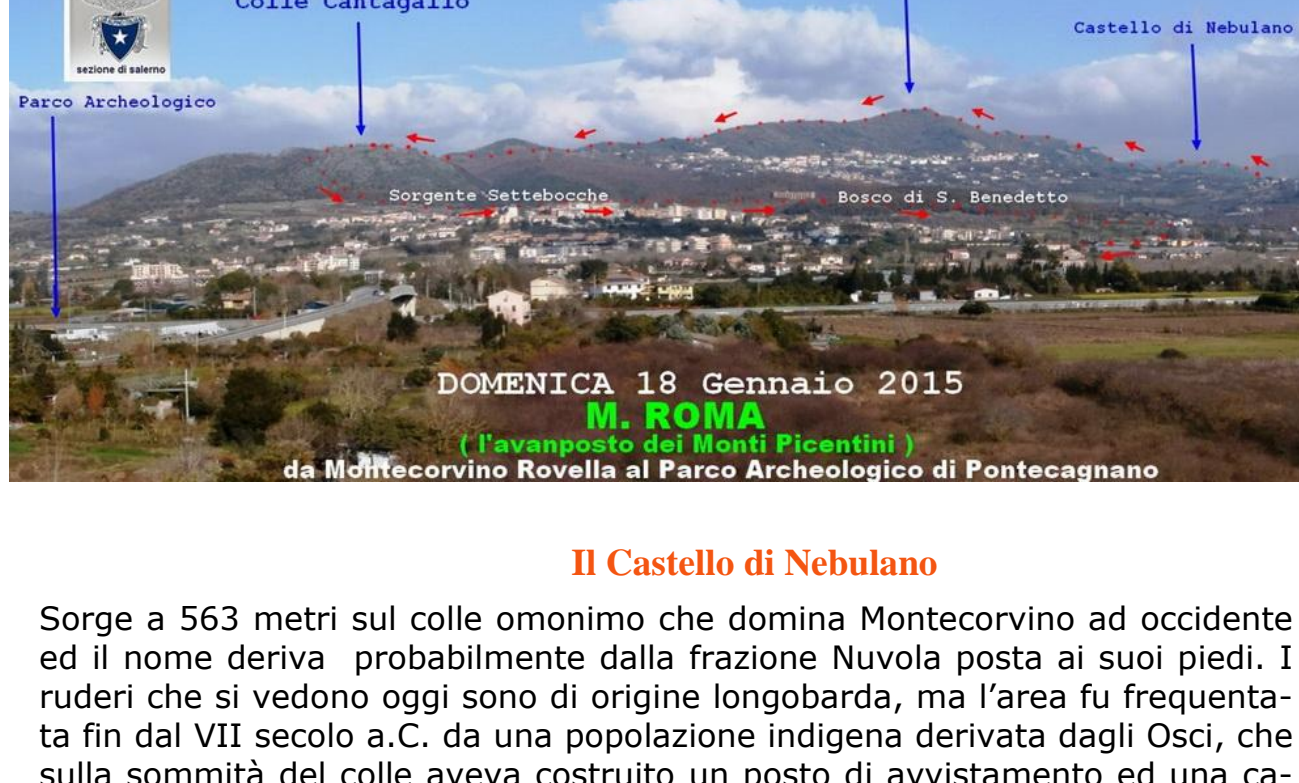 Colle Cantagallo
Castello di Nebulano
sezione di salerno
Parco Archeologico
Sorgente Settebocche
Bosco di S. Benedetto
DOMENICA 18 Gennaio 2015
M. ROMA
( l'avanposto dei Monti Picentini )
da Montecorvino Rovella al Parco Archeologico di Pontecagnano
Il Castello di Nebulano
Sorge a 563 metri sul colle omonimo che domina Montecorvino ad occidente
ed il nome deriva probabilmente dalla frazione Nuvola posta ai suoi piedi. I
ruderi che si vedono oggi sono di origine longobarda, ma l’area fu frequenta-
ta fin dal VII secolo a.C. da una popolazione indigena derivata dagli Osci, che
sulla sommità del colle aveva costruito un posto di avvistamento ed una ca-